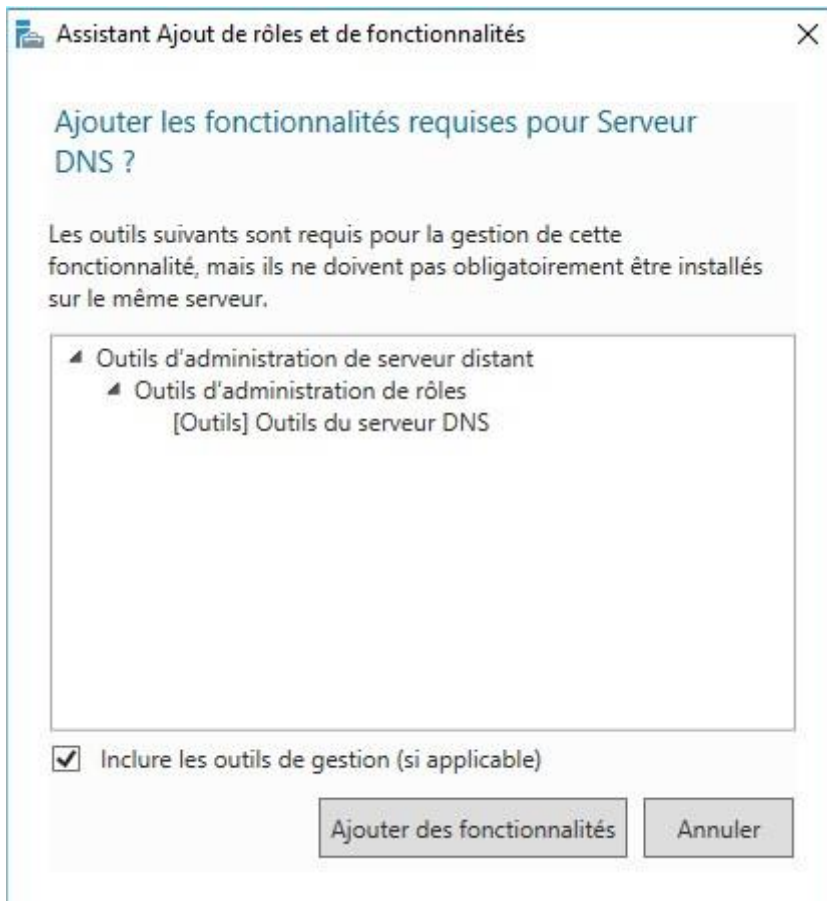 Assistant Ajout de rôles et de fonctionnalités
Ajouter les fonctionnalités requises pour Serveur
DNS ?
Les outils suivants sont requis pour la gestion de cette
fonctionnalité, mais ils ne doivent pas obligatoirement être installés
sur le même serveur.
Outils d'administration de serveur distant
Outils d'administration de rôles
[Outils] Outils du serveur DNS
Inclure les outils de gestion (si applicable)
Ajouter des fonctionnalités
Annuler